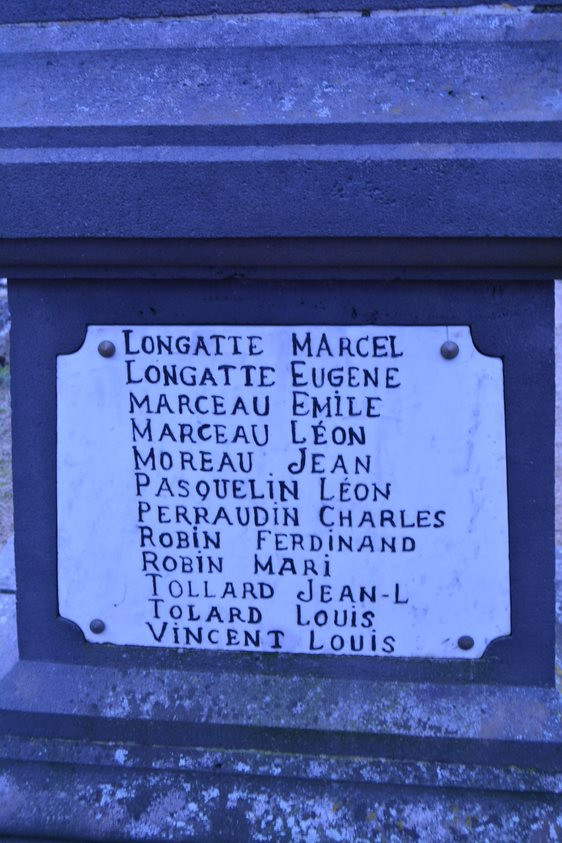 LONGATTE MARCEL
LONGATTE EUGENE
MARCEAU EMILE
MARCEAU LÉON
MOREAU JEAN
PASQUELIN LÉON
PERRAUDIN CHARLES
ROBIN FERDINAND
ROBIN MARI
TOLLARD JEAN-L
TOLARD LOUIS
VINCENT LOUIS